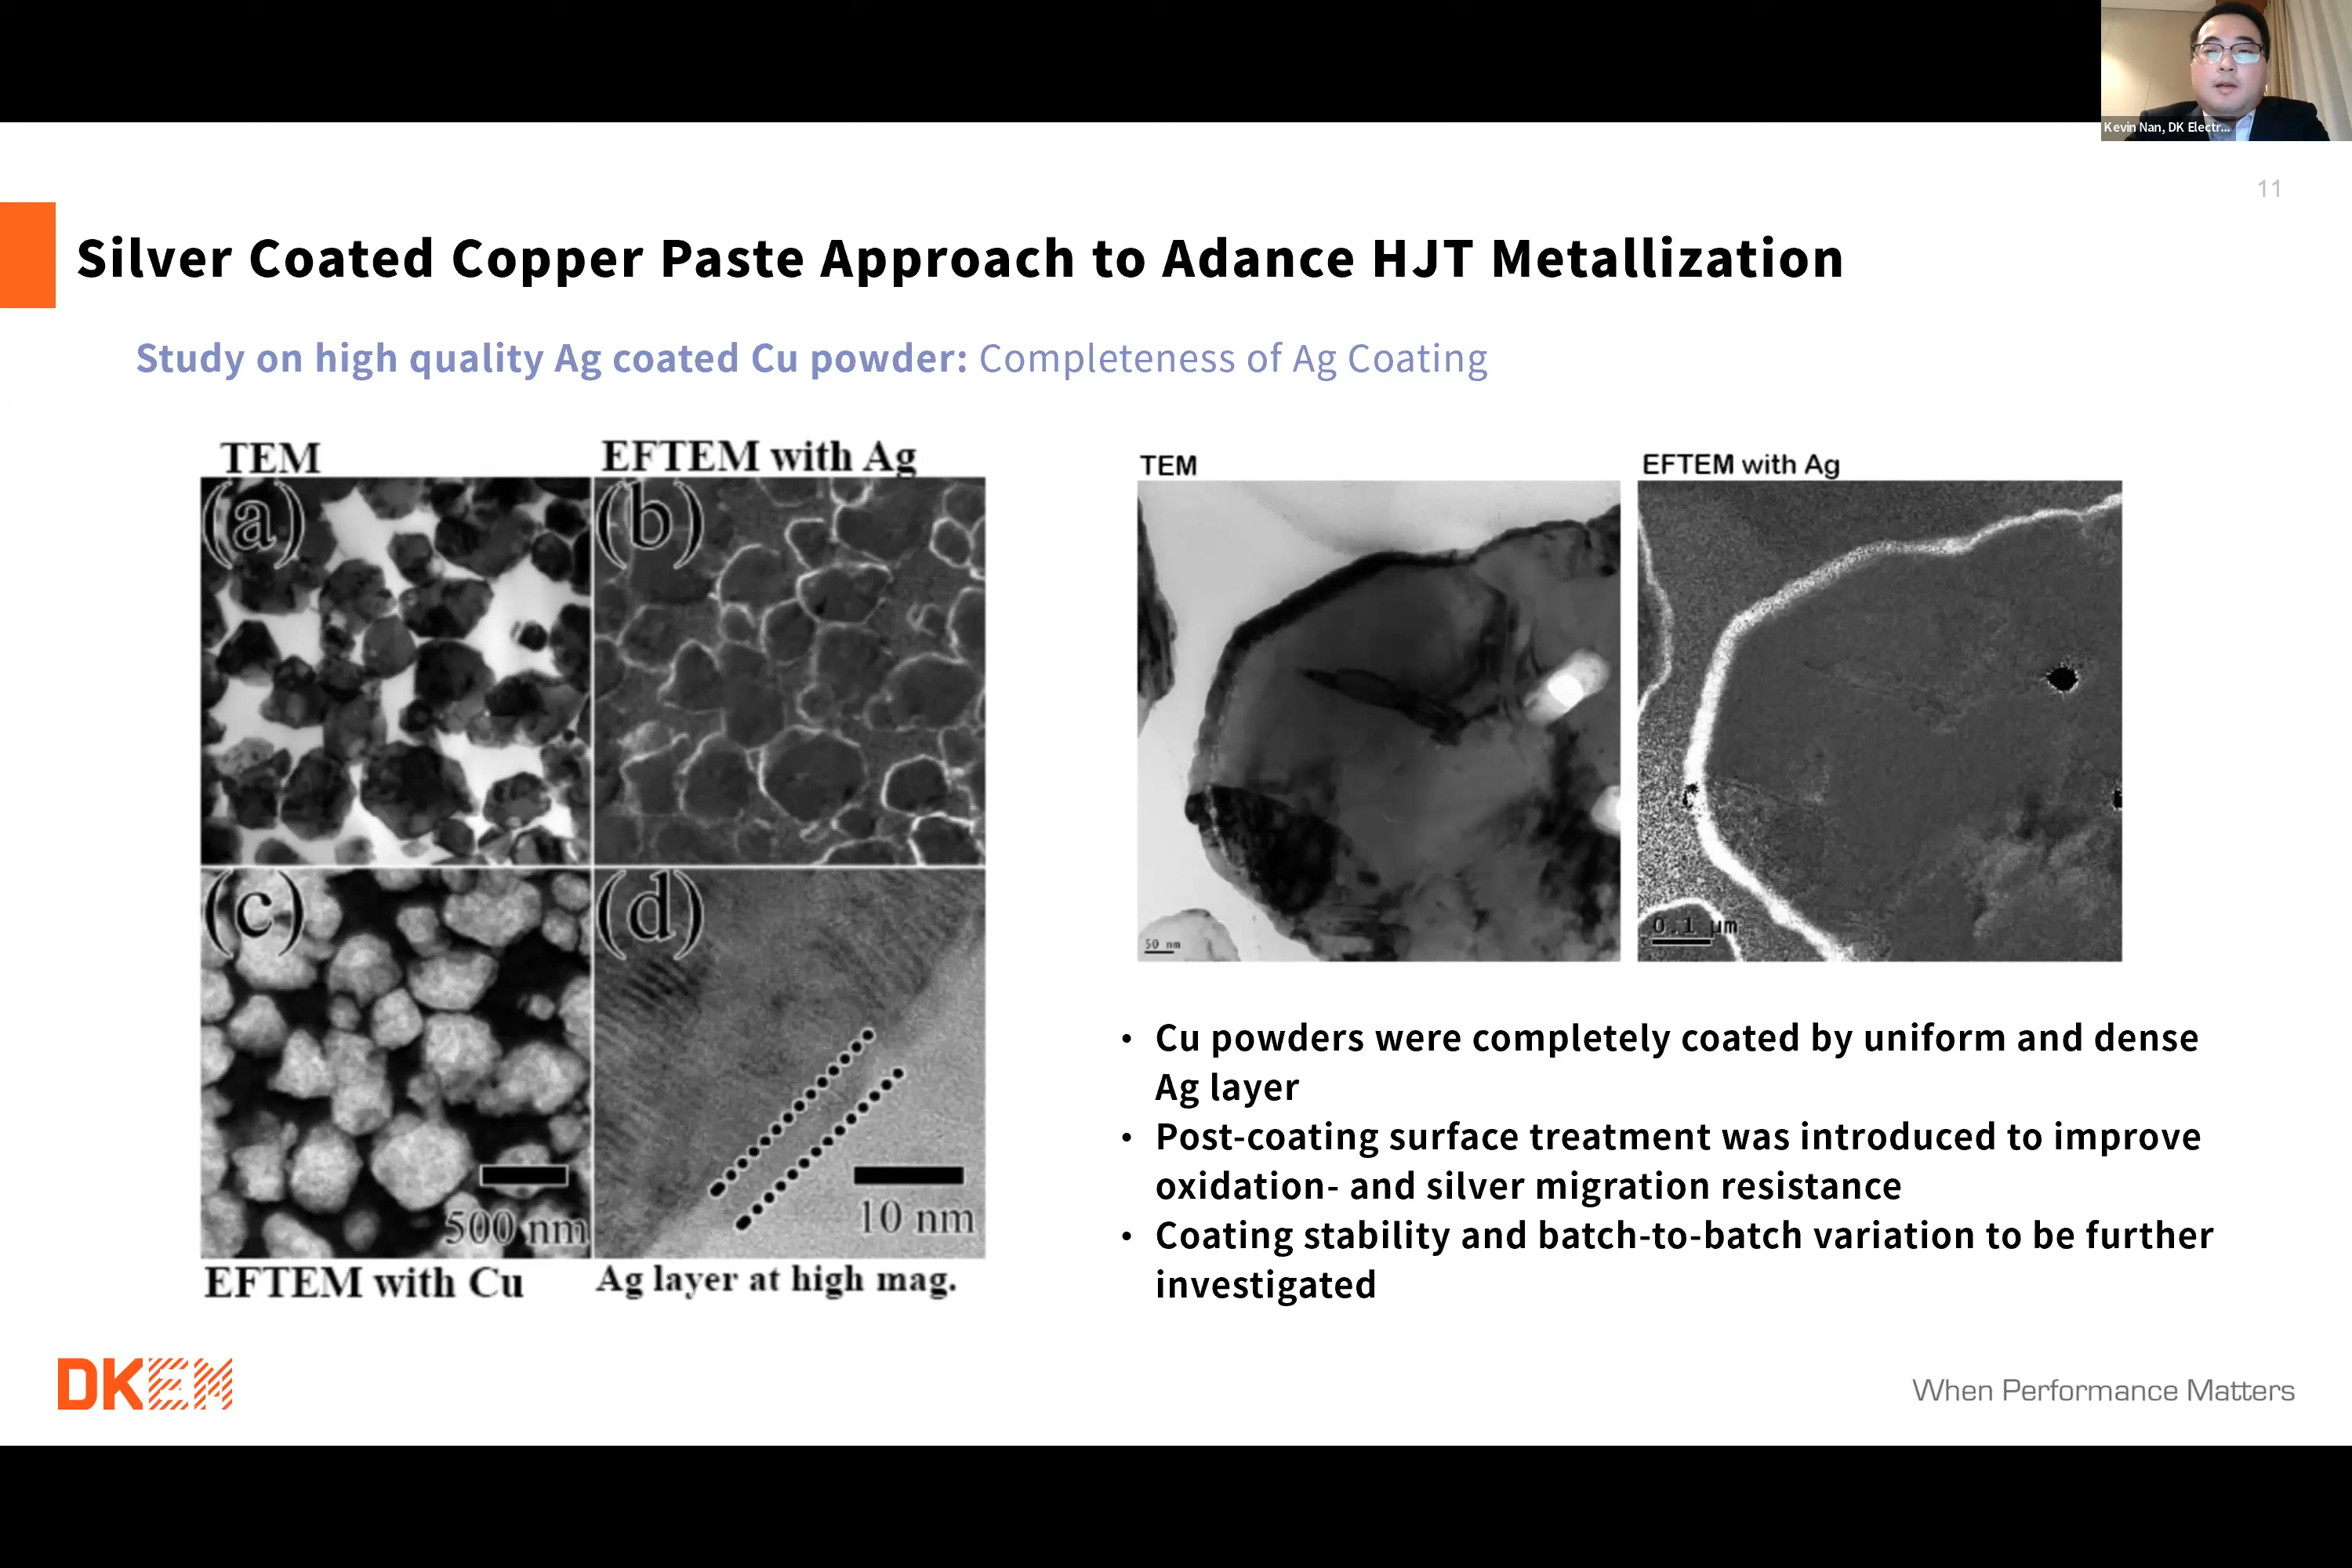 Kevin Nan, DK Electr...
11
Silver Coated Copper Paste Approach to Adance HJT Metallization
Study on high quality Ag coated Cu powder: Completeness of Ag Coating
TEM
EFTEM with Ag
(a)
(b)
(c)
(d)
500 nm
10 nm
EFTEM with Cu
Ag layer at high mag.
TEM
EFTEM with Ag
50 nm
0.1 μm
• Cu powders were completely coated by uniform and dense
Ag layer
• Post-coating surface treatment was introduced to improve
oxidation- and silver migration resistance
• Coating stability and batch-to-batch variation to be further
investigated
DKEM
When Performance Matters